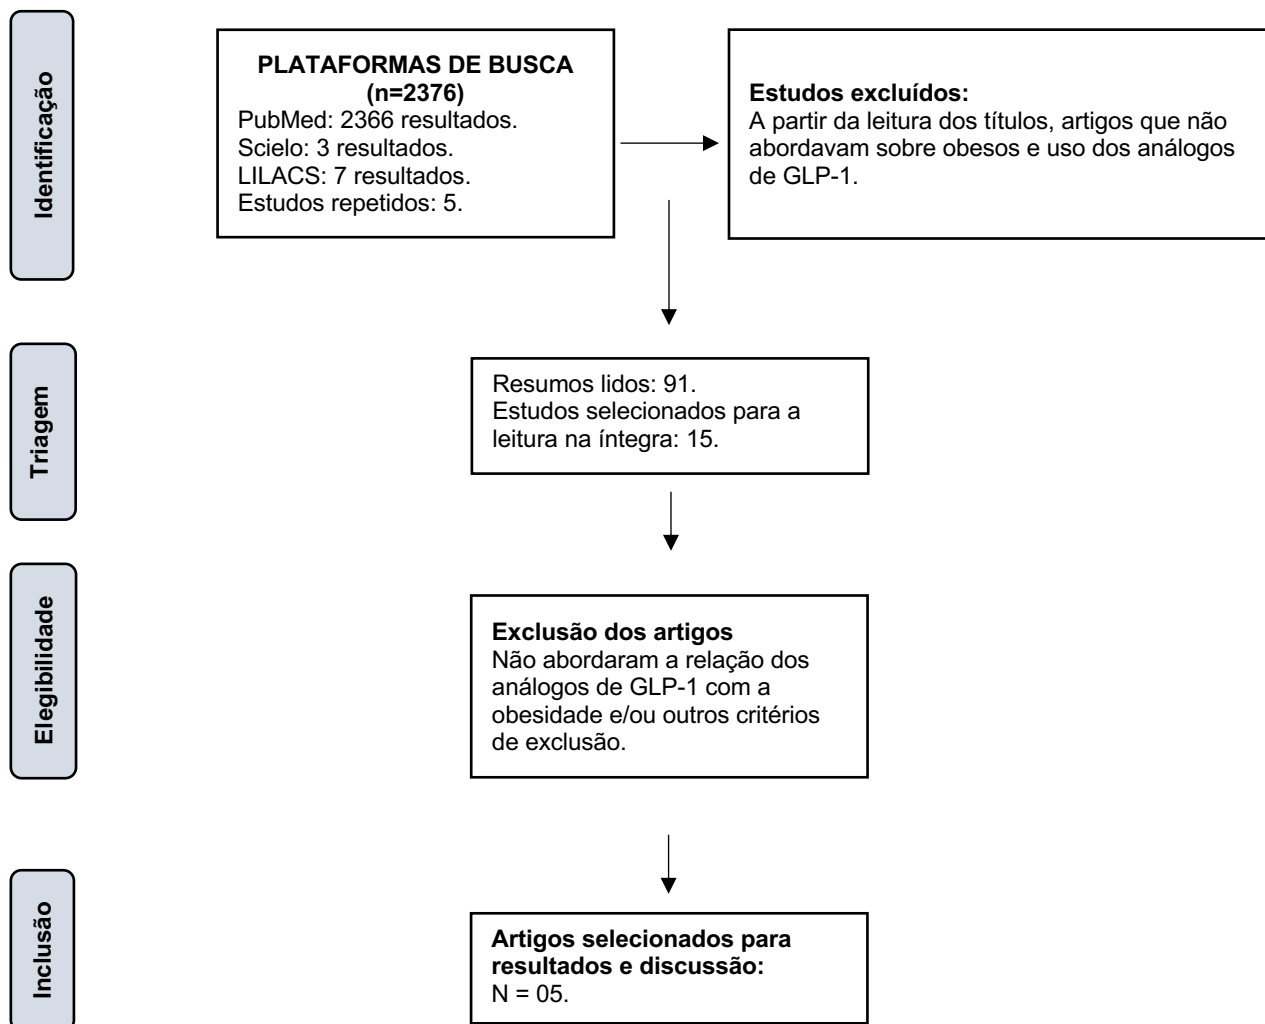 Identificação
PLATAFORMAS DE BUSCA
(n=2376)
PubMed: 2366 resultados.
Scielo: 3 resultados.
LILACS: 7 resultados.
Estudos repetidos: 5.
Estudos excluídos:
A partir da leitura dos títulos, artigos que não
abordavam sobre obesos e uso dos análogos
de GLP-1.
Triagem
Resumos lidos: 91.
Estudos selecionados para a
leitura na íntegra: 15.
Elegibilidade
Exclusão dos artigos
Não abordaram a relação dos
análogos de GLP-1 com a
obesidade e/ou outros critérios
de exclusão.
Inclusão
Artigos selecionados para
resultados e discussão:
N = 05.